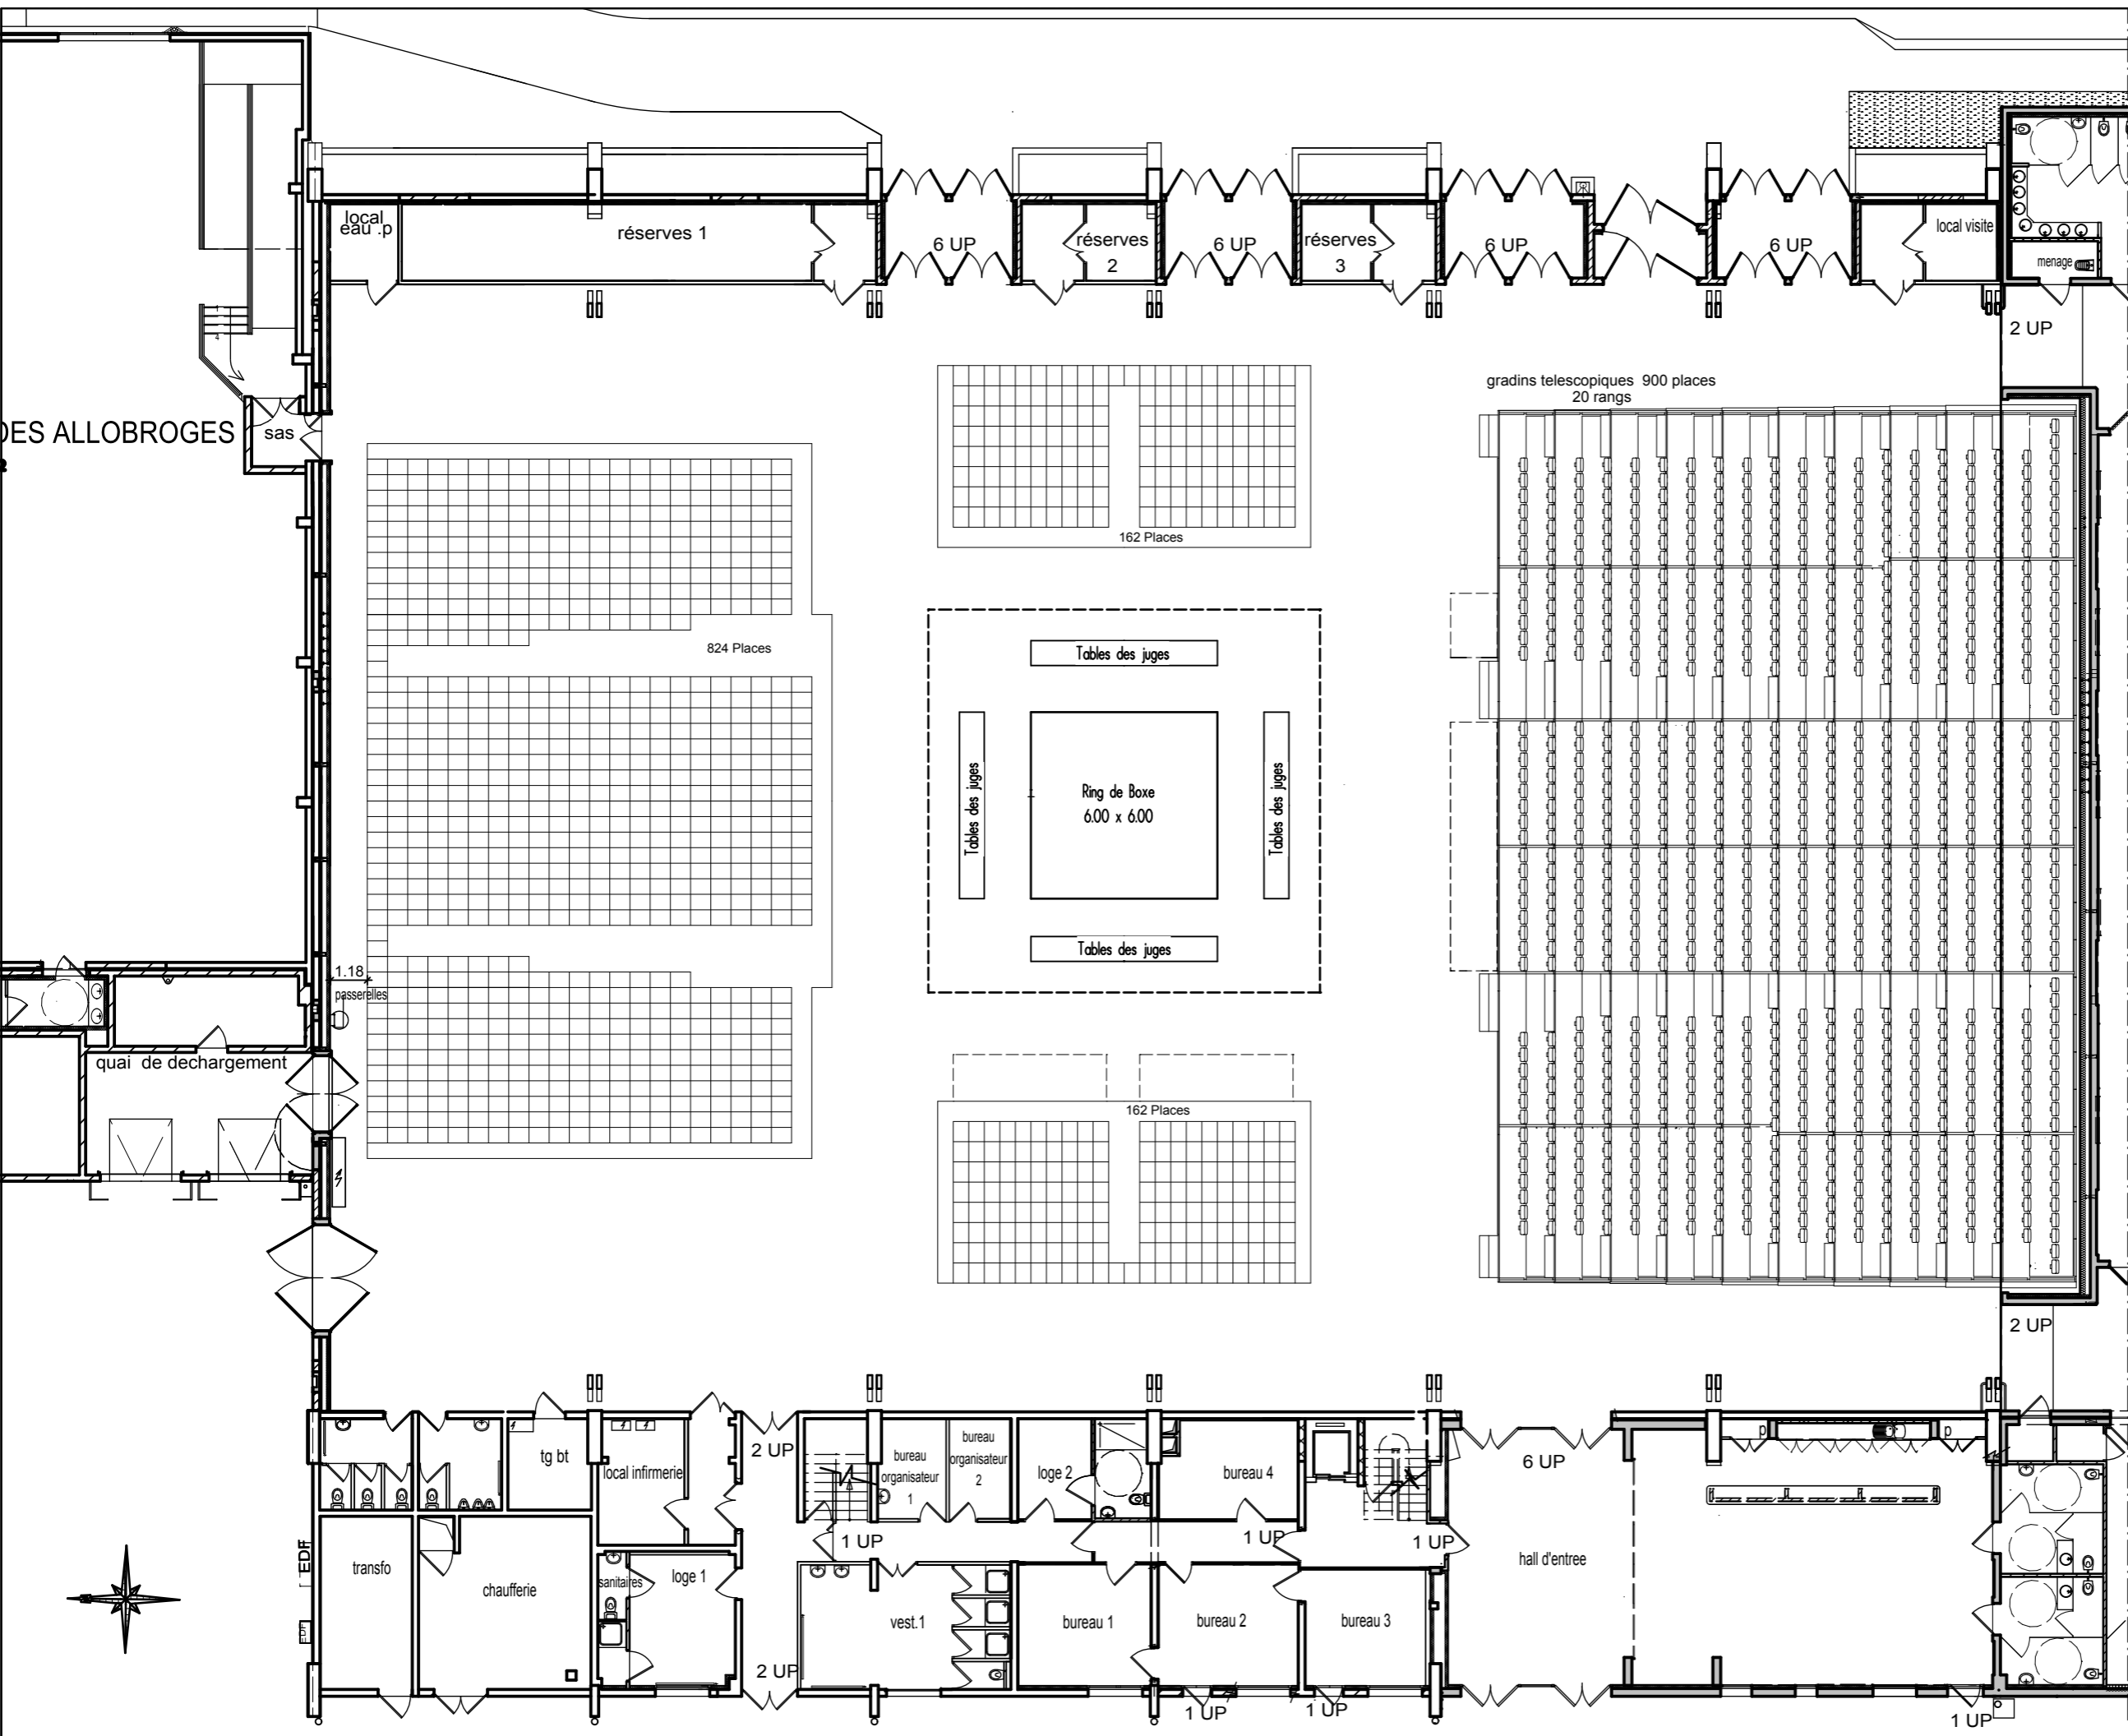 local
eau .p
réserves 1
6 UP
réserves
2
6 UP
réserves
3
6 UP
6 UP
local visite
menage
2 UP
gradins telescopiques 900 places
20 rangs
DES ALLOBROGES
sas
162 Places
824 Places
Tables des juges
Tables des juges
Ring de Boxe
6.00 x 6.00
Tables des juges
Tables des juges
1.18
passerelles
quai de dechargement
162 Places
2 UP
tg bt
local infirmerie
2 UP
bureau
organisateur
1
bureau
organisateur
2
loge 2
bureau 4
6 UP
p
p
1 UP
1 UP
1 UP
hall d'entree
EDF
transfo
chaufferie
sanitaires
loge 1
vest.1
bureau 1
bureau 2
bureau 3
EDF
2 UP
1 UP
1 UP
1 UP